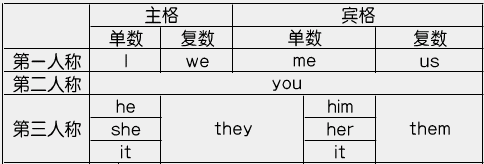 主格 宾格
单数 复数 单数 复数
第一人称 I we me us
第二人称 you
he him
第三人称 she they her them
it it